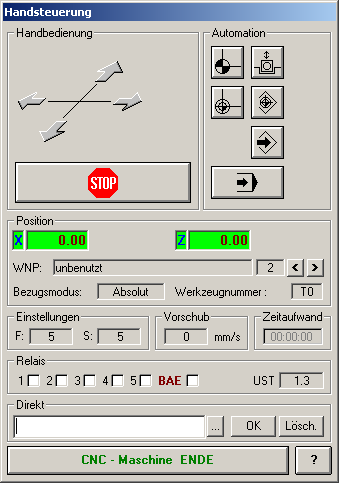 Handsteuerung
Handbedienung Automation
STOP
Position
X 0.00 Z 0.00
WNP: unbenutzt 2 < >
Bezugsmodus: Absolut Werkzeugnummer : T0
Einstellungen Vorschub Zeitaufwand
F: 5 S: 5 0 mm/s 00:00:00
Relais
1 2 3 4 5 BAE UST 1.3
Direkt
... OK Lösch.
CNC - Maschine ENDE ?